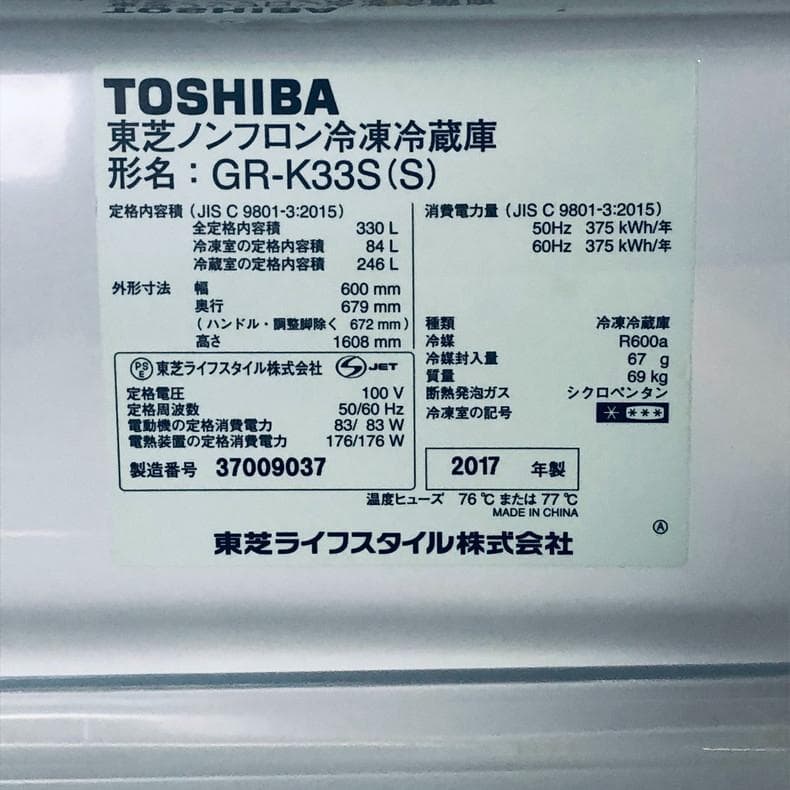 TOSHIBA
東芝ノンフロン冷凍冷蔵庫
形名：GR-K33S(S)
定格内容積（JIS C 9801-3:2015）
全定格内容積 330 L
冷凍室の定格内容積 84 L
冷蔵室の定格内容積 246 L
外形寸法 幅 600 mm
奥行 679 mm
（ハンドル・調整脚除く 672 mm）
高さ 1608 mm
消費電力量（JIS C 9801-3:2015）
50Hz 375 kWh/年
60Hz 375 kWh/年
種類 冷凍冷蔵庫
冷媒 R600a
冷媒封入量 67 g
質量 69 kg
断熱発泡ガス シクロペンタン
冷凍室の記号 * ***
PSE 東芝ライフスタイル株式会社 S JET
定格電圧 100 V
定格周波数 50/60 Hz
電動機の定格消費電力 83/ 83 W
電熱装置の定格消費電力 176/176 W
製造番号 37009037
2017 年製
温度ヒューズ 76℃ または 77℃
MADE IN CHINA
Ⓐ
東芝ライフスタイル株式会社